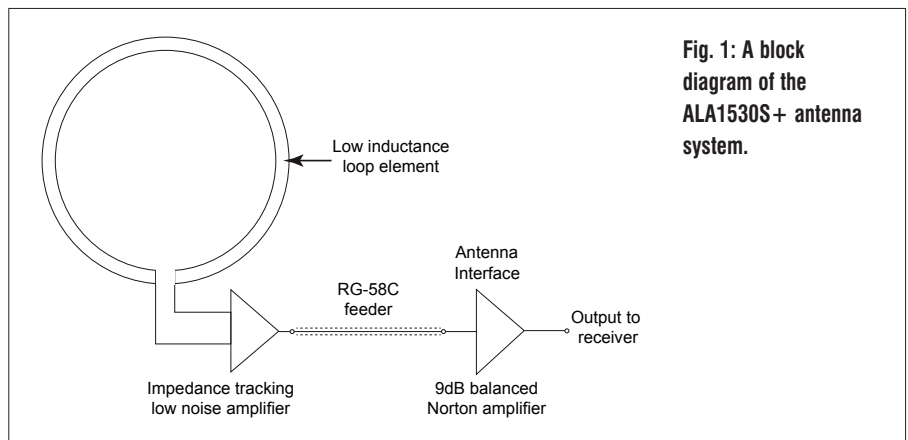 Fig. 1: A block
diagram of the
ALA1530S+ antenna
system.
Low inductance
loop element
Antenna
Interface
RG-58C
feeder
Output to
receiver
Impedance tracking
low noise amplifier
9dB balanced
Norton amplifier